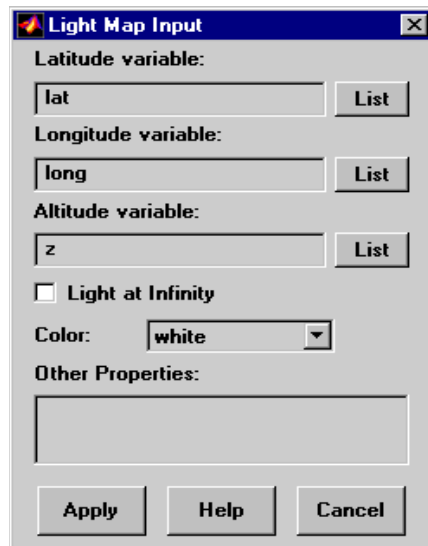 Light Map Input
Latitude variable:
lat List
Longitude variable:
long List
Altitude variable:
z List
Light at Infinity
Color: white
Other Properties:
Apply Help Cancel